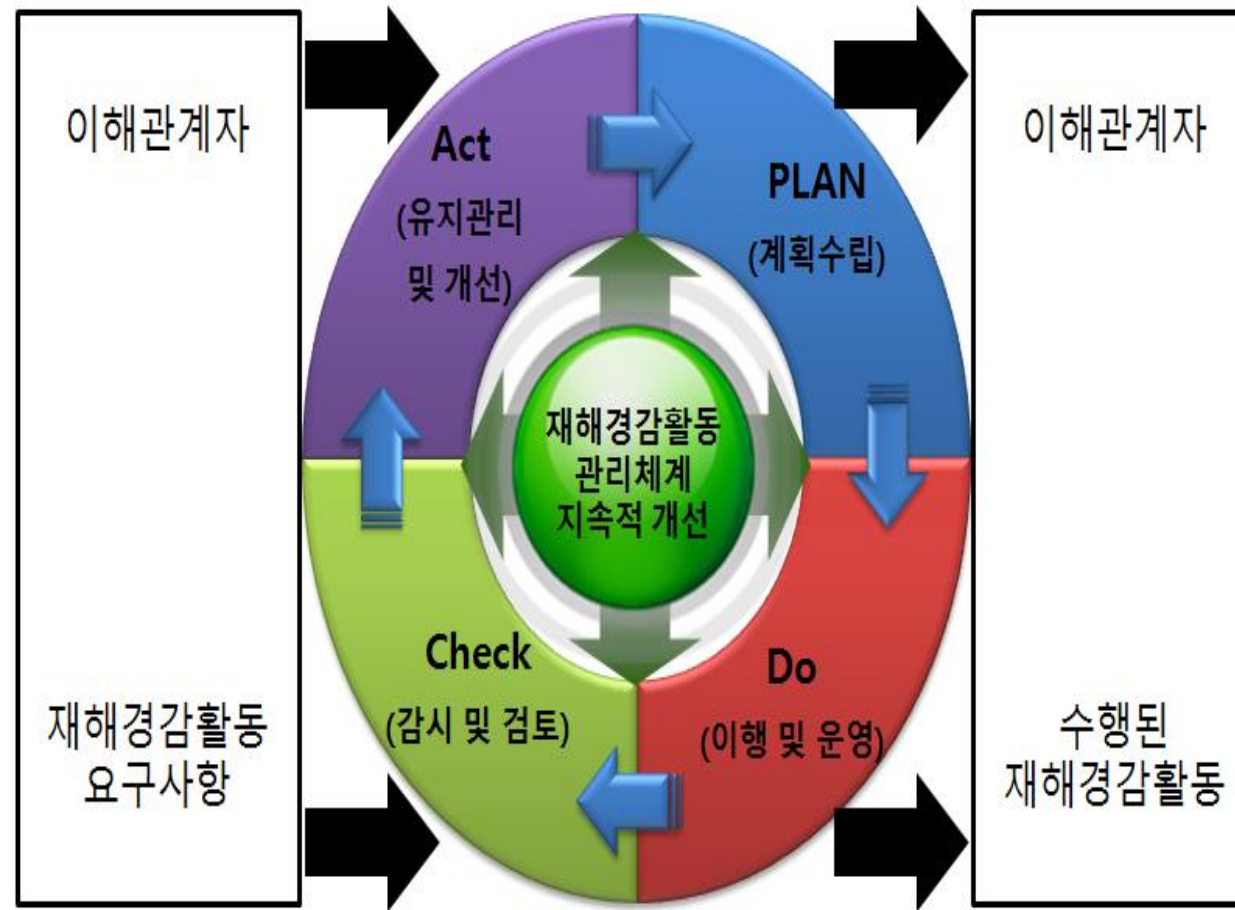 이해관계자
재해경감활동
요구사항
Act
(유지관리
및 개선)
PLAN
(계획수립)
재해경감활동
관리체계
지속적 개선
Check
(감시 및 검토)
Do
(이행 및 운영)
이해관계자
수행된
재해경감활동